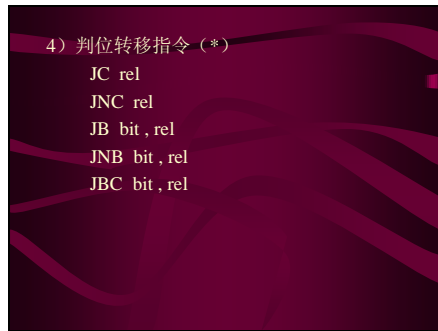 4）判位转移指令（*）
JC rel
JNC rel
JB bit , rel
JNB bit , rel
JBC bit , rel